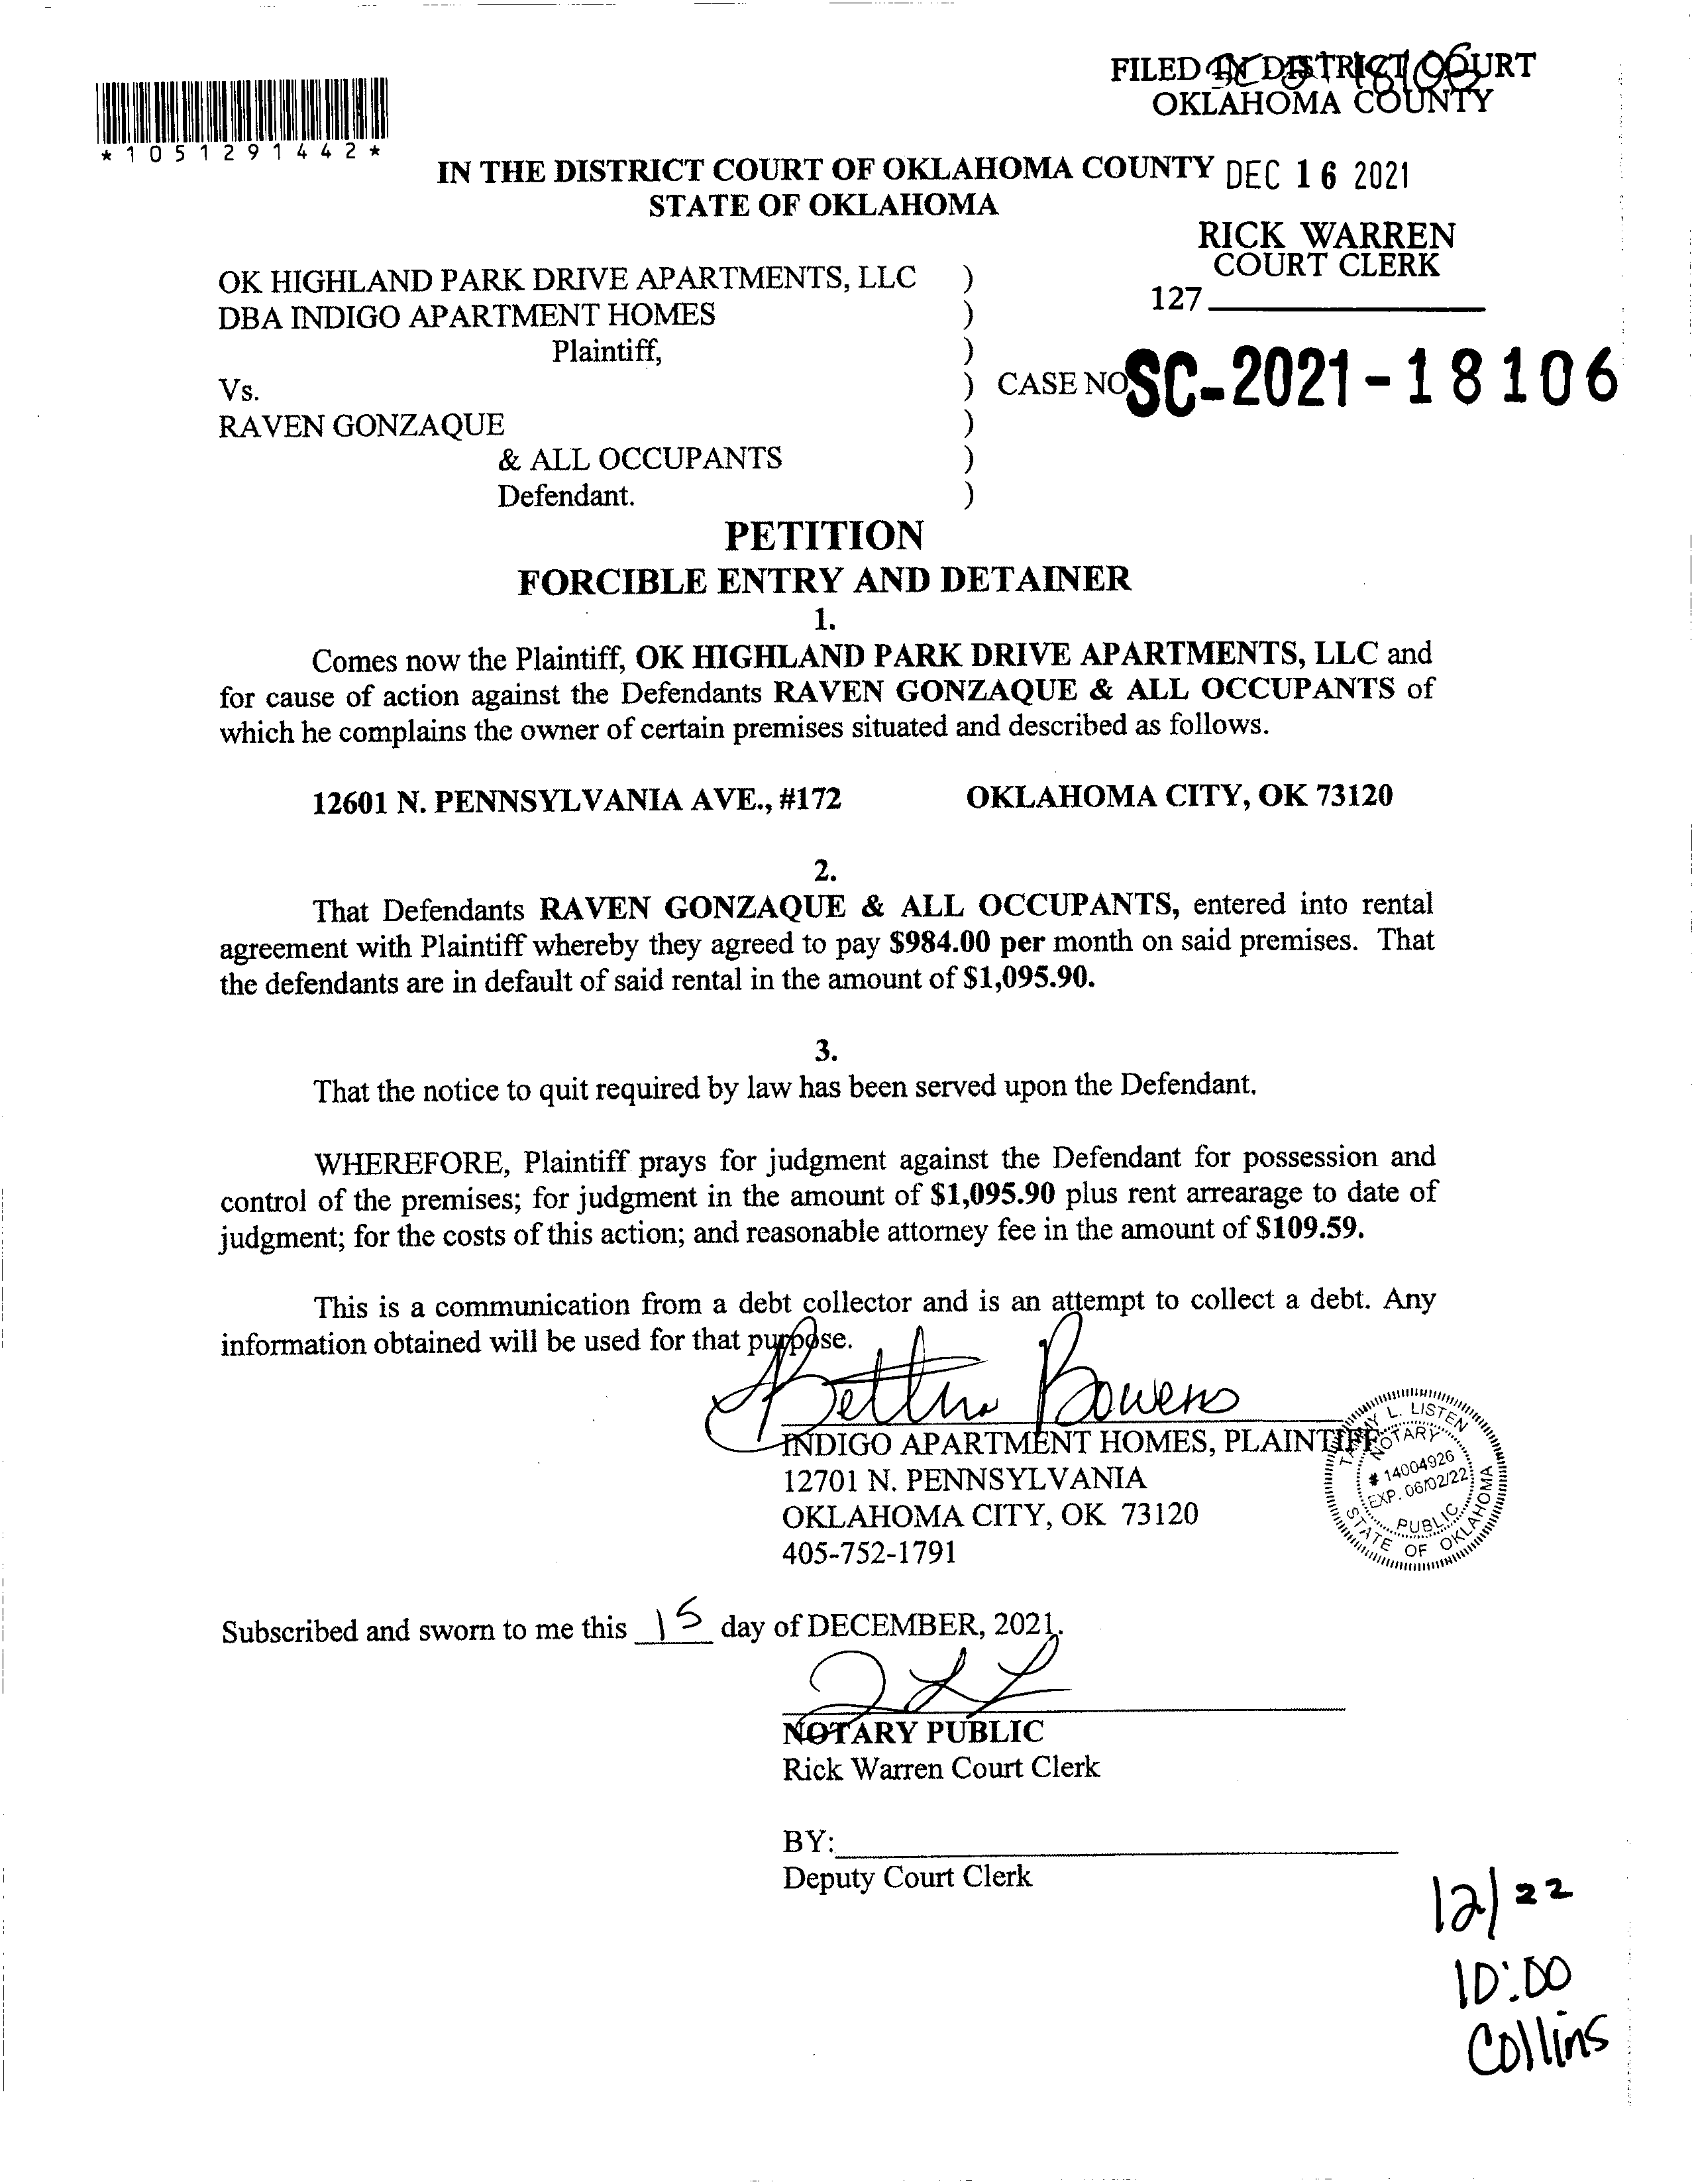 FILED IN DISTRICT COURT
OKLAHOMA COUNTY
*1051291442*
IN THE DISTRICT COURT OF OKLAHOMA COUNTY
DEC 16 2021
STATE OF OKLAHOMA
RICK WARREN
COURT CLERK
127
OK HIGHLAND PARK DRIVE APARTMENTS, LLC )
DBA INDIGO APARTMENT HOMES )
Plaintiff, )
Vs. ) CASE NO SC-2021-18106
RAVEN GONZAQUE )
& ALL OCCUPANTS )
Defendant. )
PETITION
FORCIBLE ENTRY AND DETAINER
1.
Comes now the Plaintiff, OK HIGHLAND PARK DRIVE APARTMENTS, LLC and
for cause of action against the Defendants RAVEN GONZAQUE & ALL OCCUPANTS of
which he complains the owner of certain premises situated and described as follows.
12601 N. PENNSYLVANIA AVE., #172 OKLAHOMA CITY, OK 73120
2.
That Defendants RAVEN GONZAQUE & ALL OCCUPANTS, entered into rental
agreement with Plaintiff whereby they agreed to pay $984.00 per month on said premises. That
the defendants are in default of said rental in the amount of $1,095.90.
3.
That the notice to quit required by law has been served upon the Defendant.
WHEREFORE, Plaintiff prays for judgment against the Defendant for possession and
control of the premises; for judgment in the amount of $1,095.90 plus rent arrearage to date of
judgment; for the costs of this action; and reasonable attorney fee in the amount of $109.59.
This is a communication from a debt collector and is an attempt to collect a debt. Any
information obtained will be used for that purpose.
Bettina Bowens
INDIGO APARTMENT HOMES, PLAINTIFF
12701 N. PENNSYLVANIA
OKLAHOMA CITY, OK 73120
405-752-1791
TAMMY L. LISTEN
NOTARY
# 14004926
EXP. 06/02/22
PUBLIC
STATE OF OKLAHOMA
Subscribed and sworn to me this 15 day of DECEMBER, 2021.
NOTARY PUBLIC
Rick Warren Court Clerk
BY:
Deputy Court Clerk
12/22
10:00
Collins